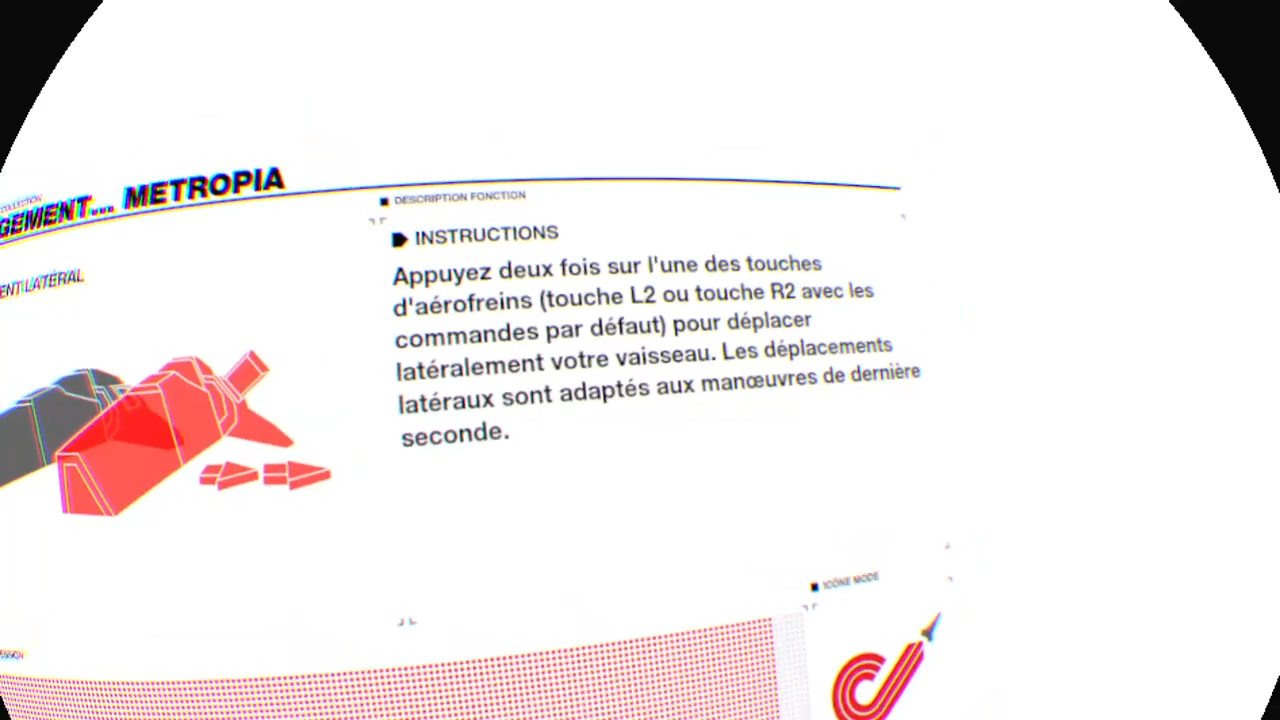 COLLECTION
GEMENT... METROPIA
DESCRIPTION FONCTION
ENT LATÉRAL
INSTRUCTIONS
Appuyez deux fois sur l'une des touches
d'aérofreins (touche L2 ou touche R2 avec les
commandes par défaut) pour déplacer
latéralement votre vaisseau. Les déplacements
latéraux sont adaptés aux manœuvres de dernière
seconde.
ICÔNE MODE